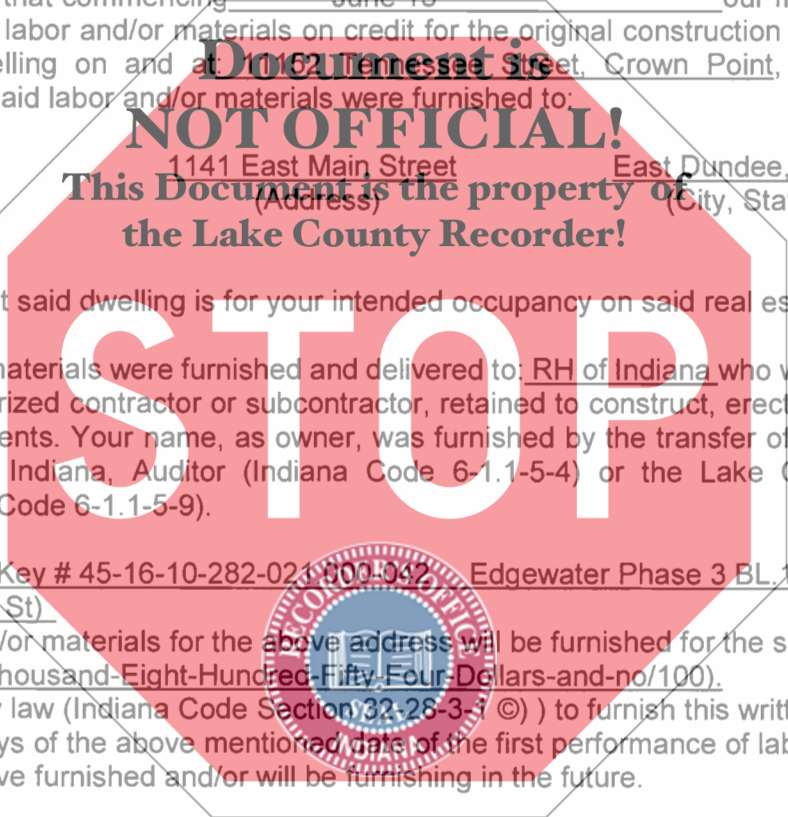 that commencing June 15 our
labor and/or materials on credit for the original construction
lling on and at 11152 Tennessee Street, Crown Point,
Document is
aid labor and/or materials were furnished to:
NOT OFFICIAL!
1141 East Main Street East Dundee,
This Document is the property of
(Address) (City, Sta
the Lake County Recorder!
t said dwelling is for your intended occupancy on said real es
STOP
naterials were furnished and delivered to: RH of Indiana who
rized contractor or subcontractor, retained to construct, erect
ents. Your name, as owner, was furnished by the transfer of
Indiana, Auditor (Indiana Code 6-1.1-5-4) or the Lake
Code 6-1.1-5-9).
Key # 45-16-10-282-021.000-042 Edgewater Phase 3 BL.1
St)
/or materials for the above address will be furnished for the s
housand-Eight-Hundred-Fifty-Four-Dollars-and-no/100).
law (Indiana Code Section 32-28-3-1 ©) ) to furnish this writt
ys of the above mentioned date of the first performance of lab
ve furnished and/or will be furnishing in the future.
RECORDER'S OFFICE
SEAL
INDIANA